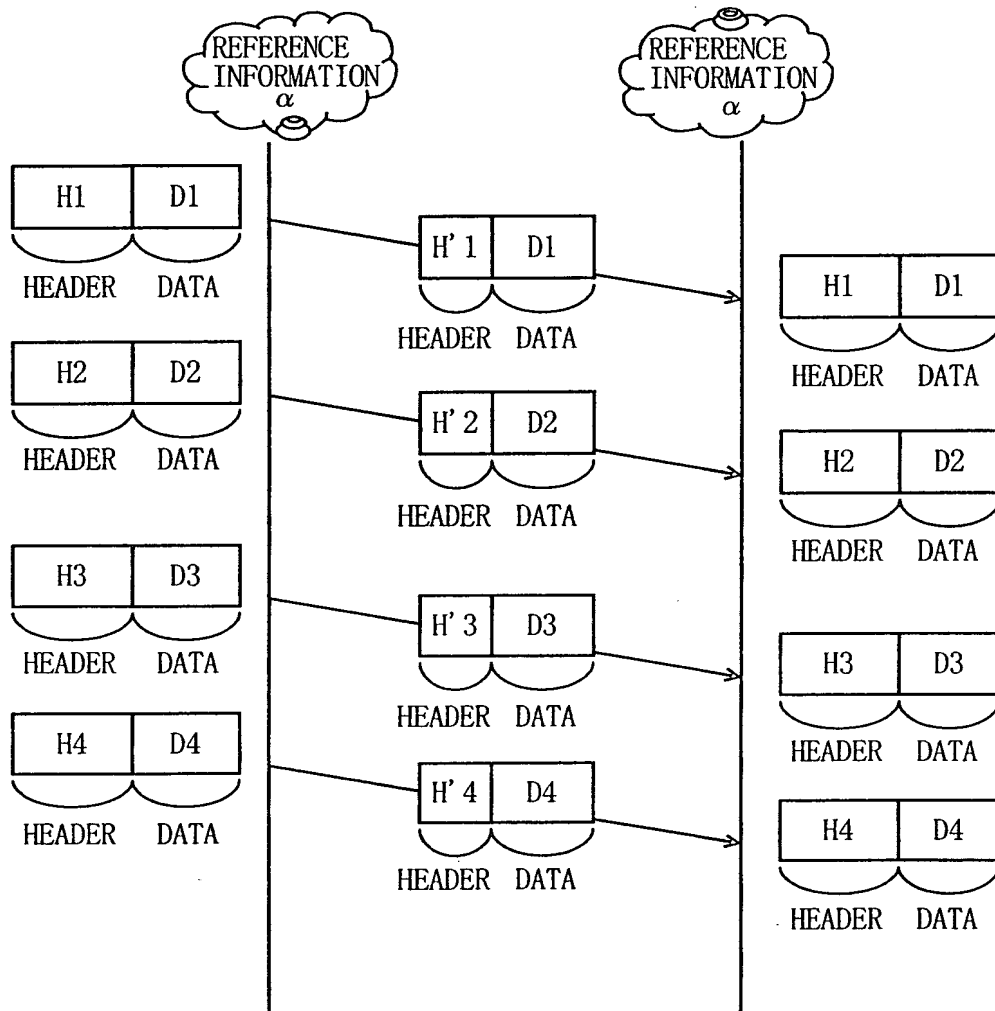 REFERENCE
INFORMATION
α
REFERENCE
INFORMATION
α
H1 D1
HEADER DATA
H'1 D1
HEADER DATA
H1 D1
HEADER DATA
H2 D2
HEADER DATA
H'2 D2
HEADER DATA
H2 D2
HEADER DATA
H3 D3
HEADER DATA
H'3 D3
HEADER DATA
H3 D3
HEADER DATA
H4 D4
HEADER DATA
H'4 D4
HEADER DATA
H4 D4
HEADER DATA